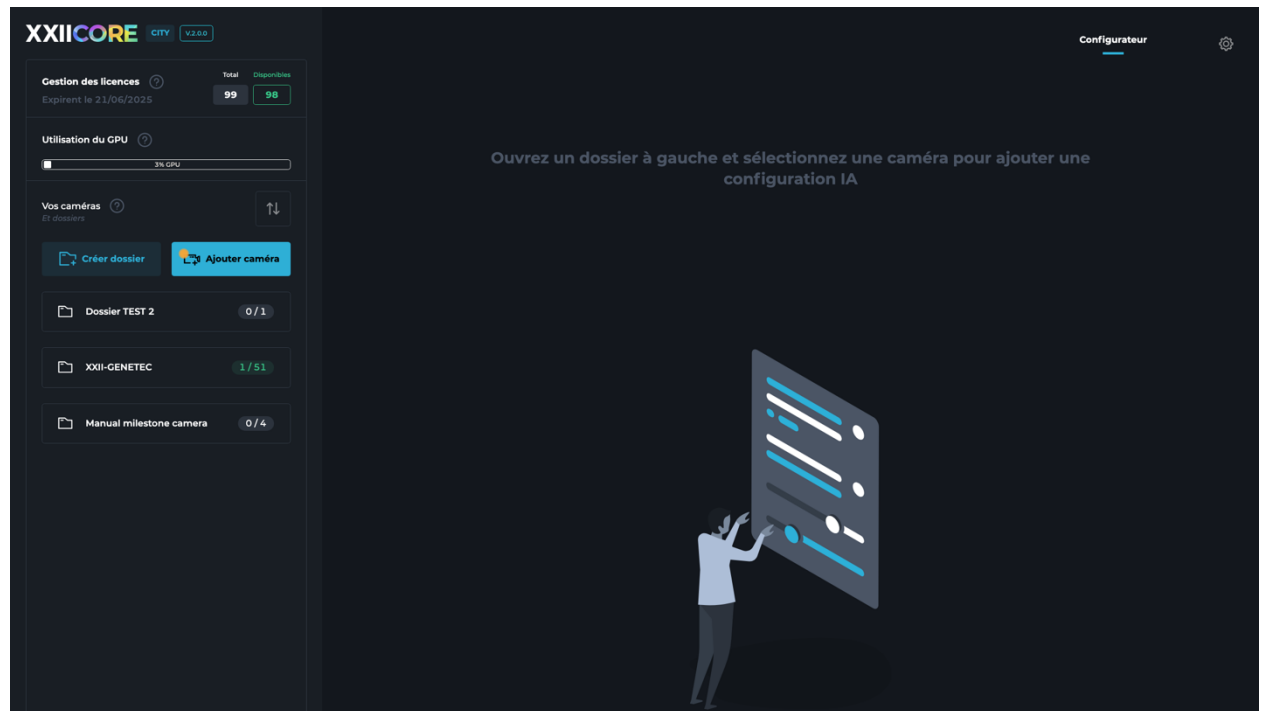 XXIICORE CITY V.2.0.0
Configurateur
Gestion des licences ?
Expirent le 21/06/2025
Total Disponibles
99 98
Utilisation du GPU ?
3% GPU
Vos caméras ?
Et dossiers
Créer dossier Ajouter caméra
Dossier TEST 2 0/1
XXII-GENETEC 1/51
Manual milestone camera 0/4
Ouvrez un dossier à gauche et sélectionnez une caméra pour ajouter une
configuration IA